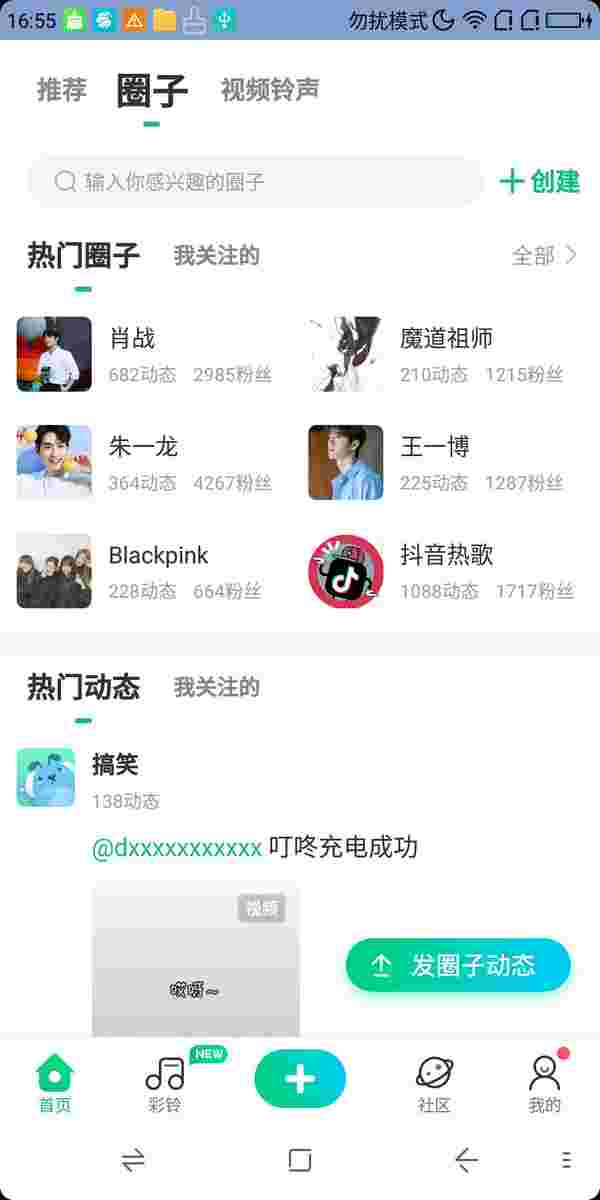 16:55 勿扰模式
推荐 圈子 视频铃声
输入你感兴趣的圈子 创建
热门圈子 我关注的 全部
肖战 魔道祖师
682动态 2985粉丝 210动态 1215粉丝
朱一龙 王一博
364动态 4267粉丝 225动态 1287粉丝
Blackpink 抖音热歌
228动态 664粉丝 1088动态 1717粉丝
热门动态 我关注的
搞笑
138动态
@dxxxxxxxxxxx 叮咚充电成功
视频
哎呀~
发圈子动态
NEW
首页 彩铃 社区 我的